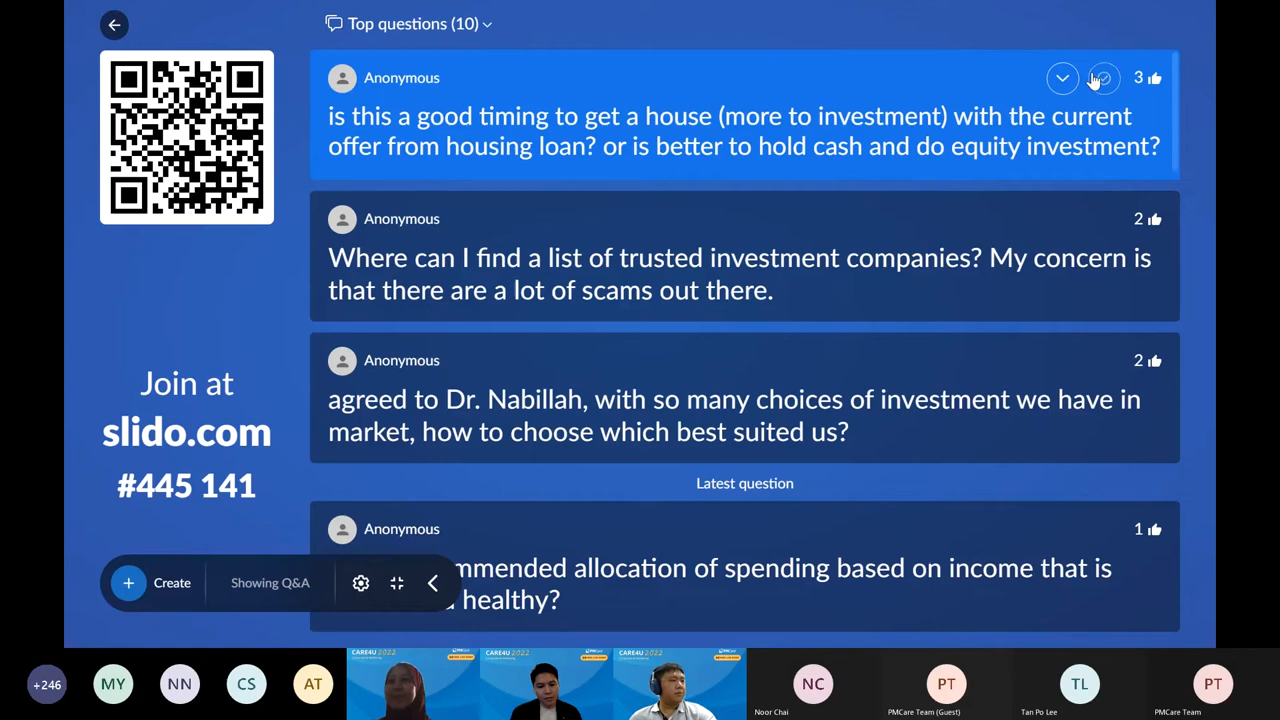 Top questions (10)
Anonymous
3
is this a good timing to get a house (more to investment) with the current
offer from housing loan? or is better to hold cash and do equity investment?
Anonymous
2
Where can I find a list of trusted investment companies? My concern is
that there are a lot of scams out there.
Anonymous
2
agreed to Dr. Nabillah, with so many choices of investment we have in
market, how to choose which best suited us?
Latest question
Anonymous
1
mmended allocation of spending based on income that is
healthy?
Join at
slido.com
#445 141
Create
Showing Q&A
+246
MY
NN
CS
AT
CARE4U 2022
CARE4U 2022
CARE4U 2022
NC
Noor Chai
PT
PMCare Team (Guest)
TL
Tan Po Lee
PT
PMCare Team